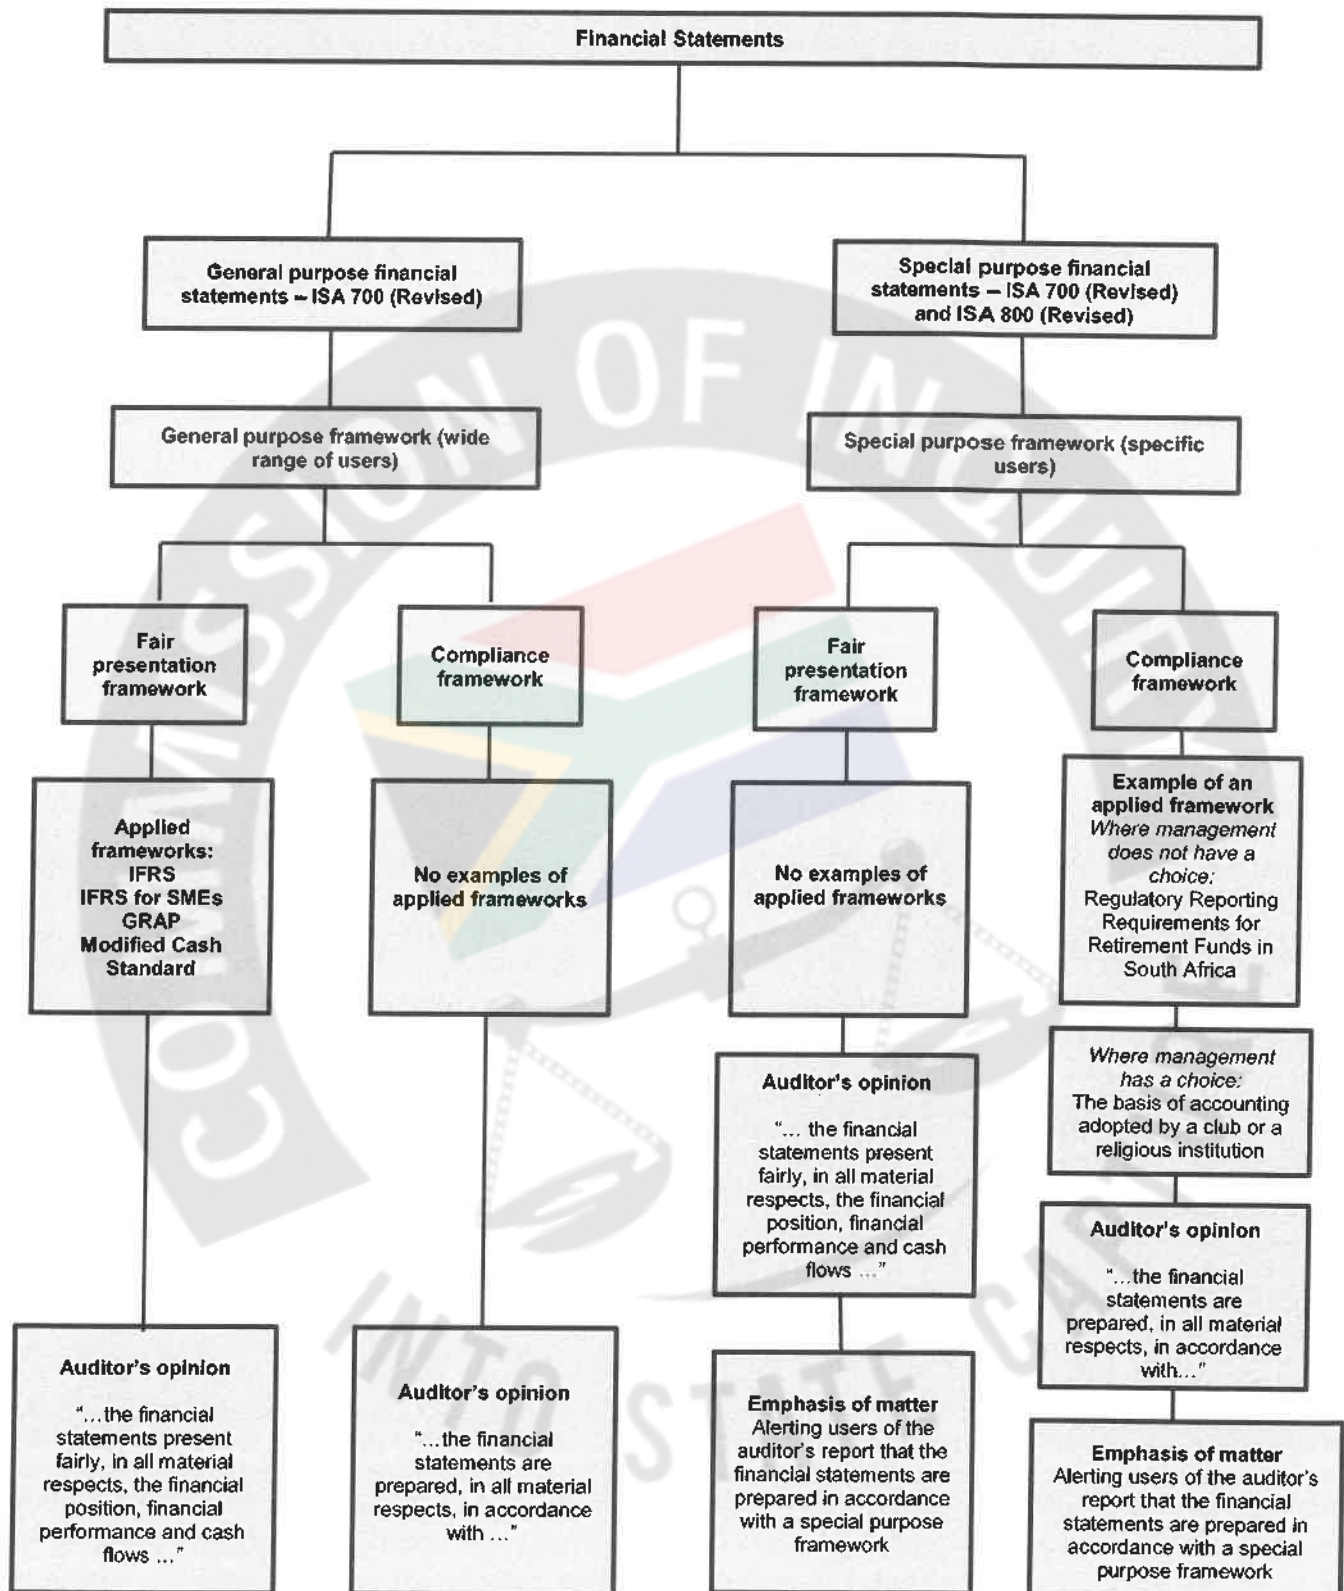 Financial Statements
General purpose financial
statements – ISA 700 (Revised)
Special purpose financial
statements – ISA 700 (Revised)
and ISA 800 (Revised)
General purpose framework (wide
range of users)
Special purpose framework (specific
users)
Fair
presentation
framework
Compliance
framework
Fair
presentation
framework
Compliance
framework
Applied
frameworks:
IFRS
IFRS for SMEs
GRAP
Modified Cash
Standard
No examples of
applied frameworks
No examples of
applied frameworks
Example of an
applied framework
Where management
does not have a
choice:
Regulatory Reporting
Requirements for
Retirement Funds in
South Africa
Where management
has a choice:
The basis of accounting
adopted by a club or a
religious institution
Auditor's opinion
"…the financial
statements present
fairly, in all material
respects, the financial
position, financial
performance and cash
flows …"
Auditor's opinion
"…the financial
statements are
prepared, in all material
respects, in accordance
with …"
Auditor's opinion
"… the financial
statements present
fairly, in all material
respects, the financial
position, financial
performance and cash
flows …"
Emphasis of matter
Alerting users of the
auditor's report that the
financial statements are
prepared in accordance
with a special purpose
framework
Auditor's opinion
"…the financial
statements are
prepared, in all material
respects, in accordance
with…"
Emphasis of matter
Alerting users of the auditor's
report that the financial
statements are prepared in
accordance with a special
purpose framework
COMMISSION OF INQUIRY
INTO STATE CAPTURE